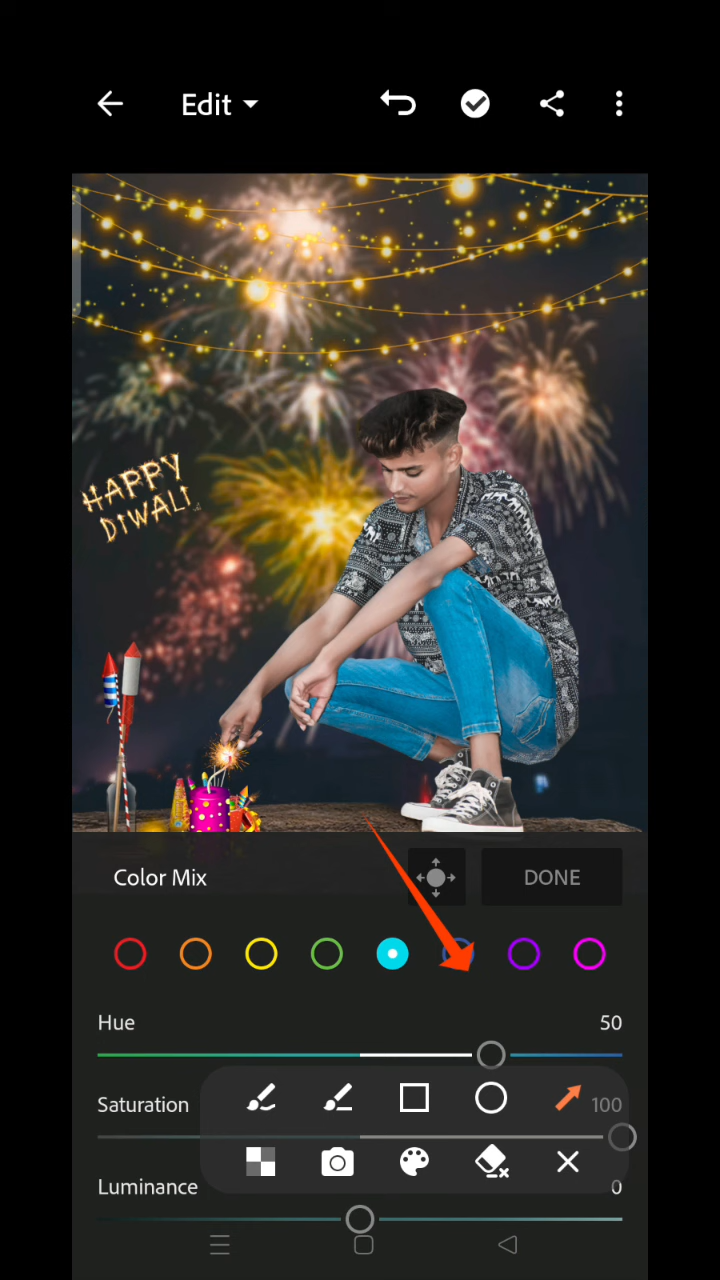 Edit
HAPPY
DIWALI
Color Mix
DONE
Hue
50
Saturation
100
Luminance
0